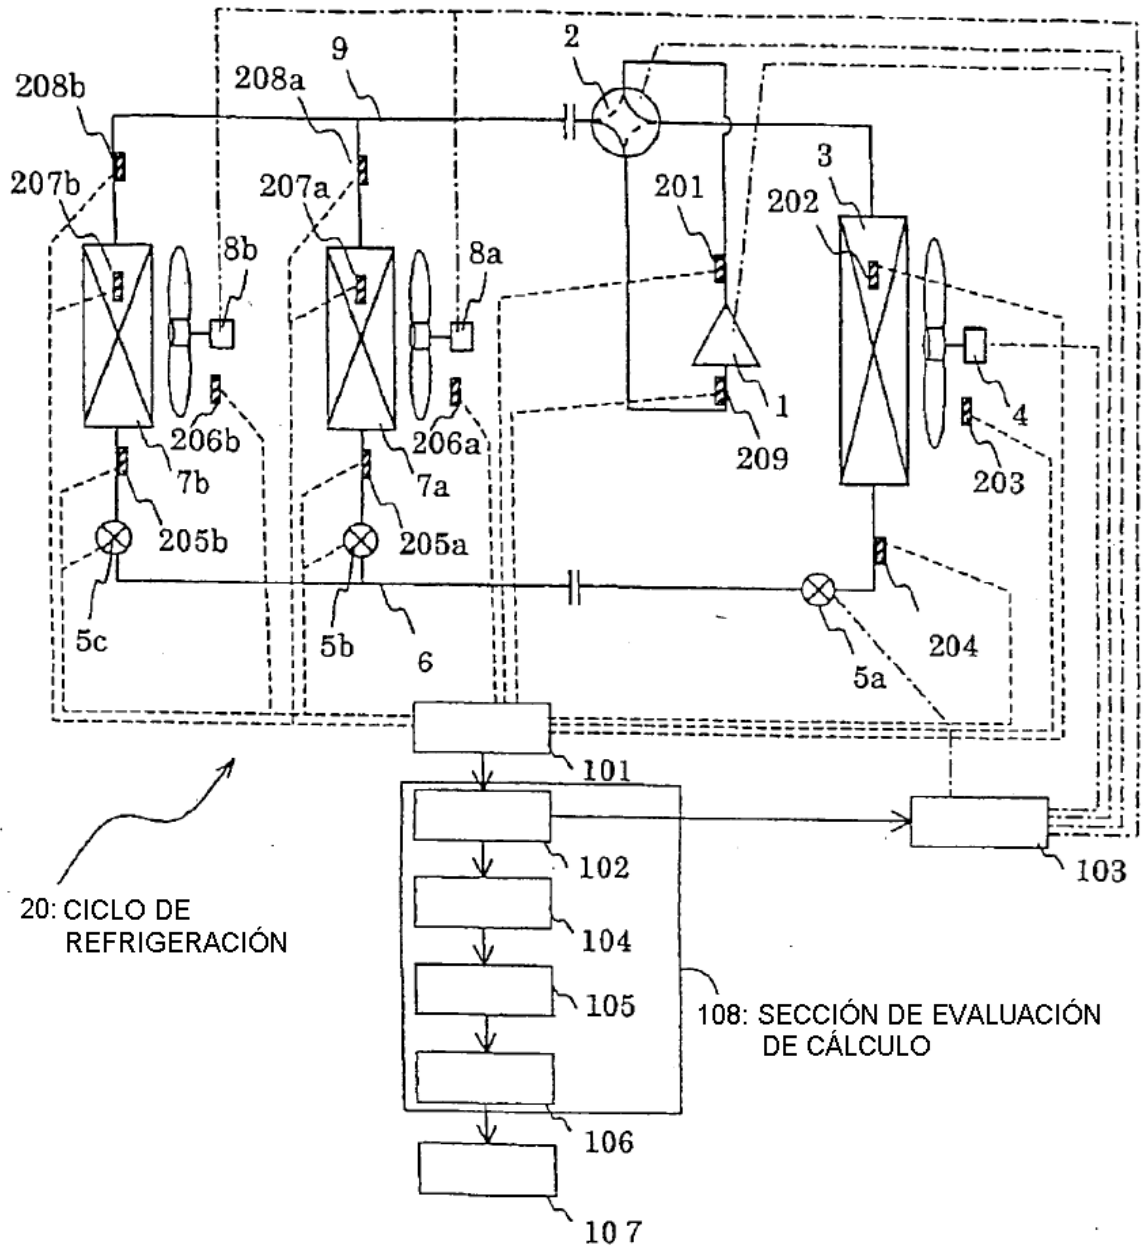 2
9
208b
208a
3
207b
207a
201
202
8b
8a
1
4
206b
206a
209
203
7b
7a
205b
205a
5c
5b
6
5a
204
101
102
103
20: CICLO DE
REFRIGERACIÓN
104
105
108: SECCIÓN DE EVALUACIÓN
DE CÁLCULO
106
107